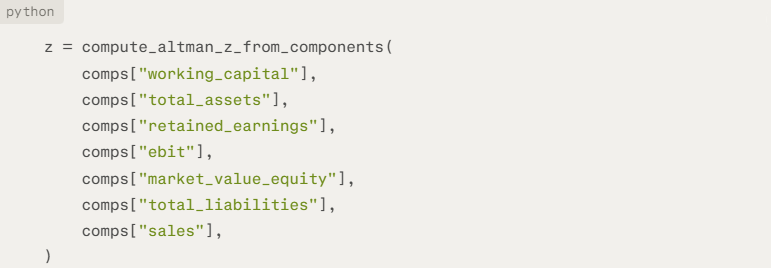 python
z = compute_altman_z_from_components(
comps["working_capital"],
comps["total_assets"],
comps["retained_earnings"],
comps["ebit"],
comps["market_value_equity"],
comps["total_liabilities"],
comps["sales"],
)